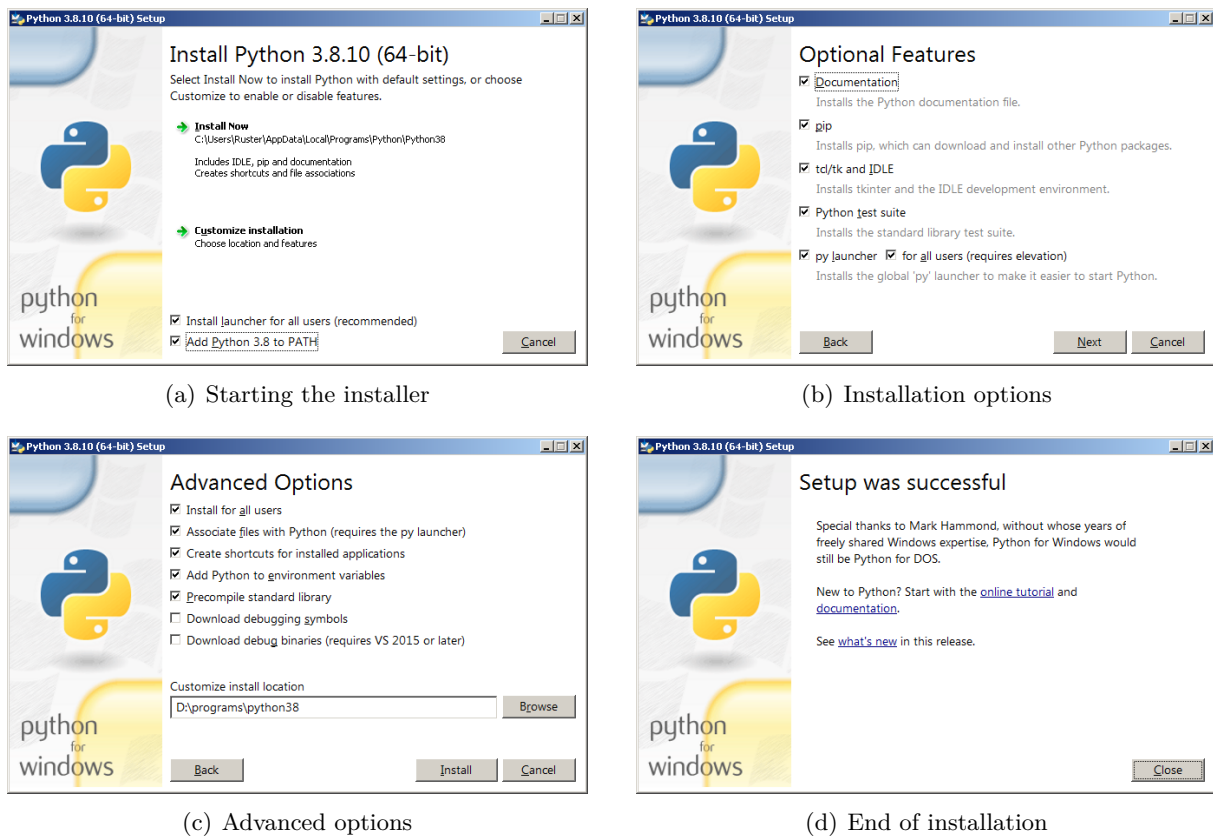 Python 3.8.10 (64-bit) Setup
Install Python 3.8.10 (64-bit)
Select Install Now to install Python with default settings, or choose
Customize to enable or disable features.
Install Now
C:\Users\Ruster\AppData\Local\Programs\Python\Python38
Includes IDLE, pip and documentation
Creates shortcuts and file associations
Customize installation
Choose location and features
Install launcher for all users (recommended)
Add Python 3.8 to PATH
Cancel
python
for
windows
(a) Starting the installer
Python 3.8.10 (64-bit) Setup
Optional Features
Documentation
Installs the Python documentation file.
pip
Installs pip, which can download and install other Python packages.
tcl/tk and IDLE
Installs tkinter and the IDLE development environment.
Python test suite
Installs the standard library test suite.
py launcher for all users (requires elevation)
Installs the global 'py' launcher to make it easier to start Python.
python
for
windows
Back Next Cancel
(b) Installation options
Python 3.8.10 (64-bit) Setup
Advanced Options
Install for all users
Associate files with Python (requires the py launcher)
Create shortcuts for installed applications
Add Python to environment variables
Precompile standard library
Download debugging symbols
Download debug binaries (requires VS 2015 or later)
Customize install location
D:\programs\python38 Browse
python
for
windows
Back Install Cancel
(c) Advanced options
Python 3.8.10 (64-bit) Setup
Setup was successful
Special thanks to Mark Hammond, without whose years of
freely shared Windows expertise, Python for Windows would
still be Python for DOS.
New to Python? Start with the online tutorial and
documentation.
See what's new in this release.
python
for
windows
Close
(d) End of installation